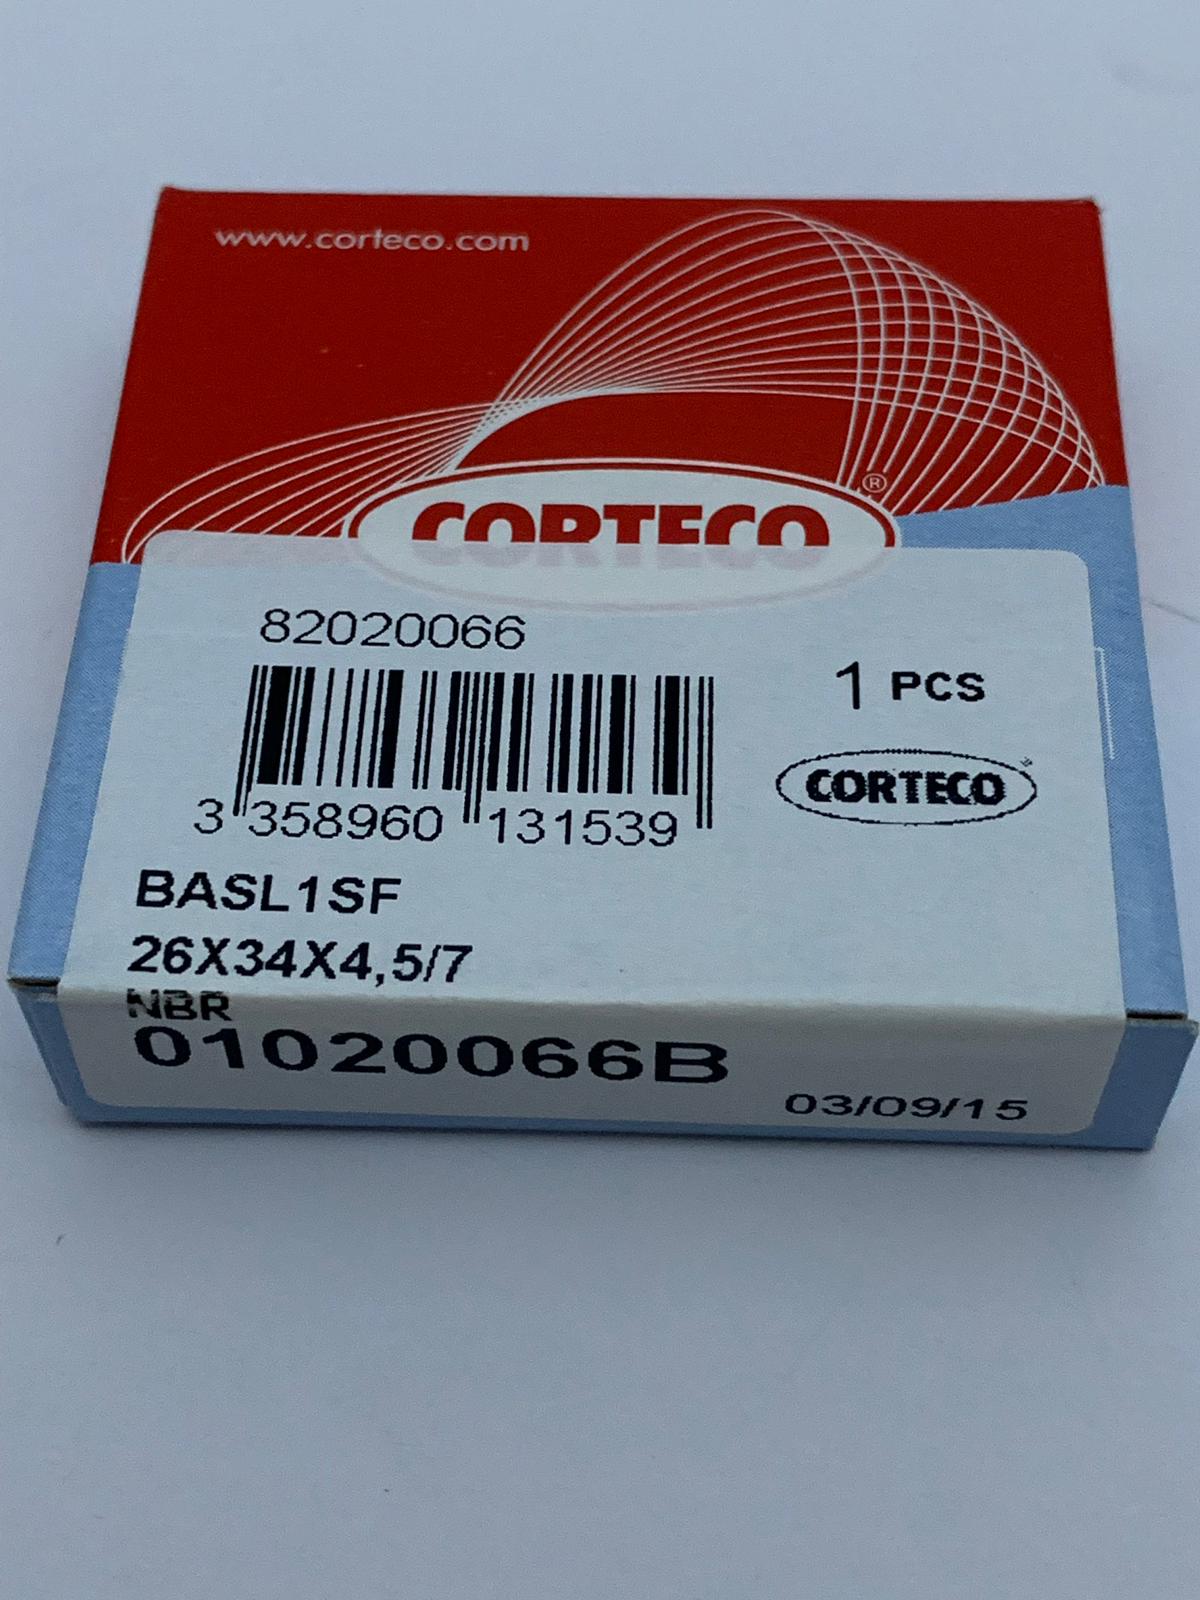 www.corteco.com
CORTECO®
82020066
1 PCS
3 358960 131539
CORTECO
BASL1SF
26X34X4,5/7
NBR
01020066B
03/09/15